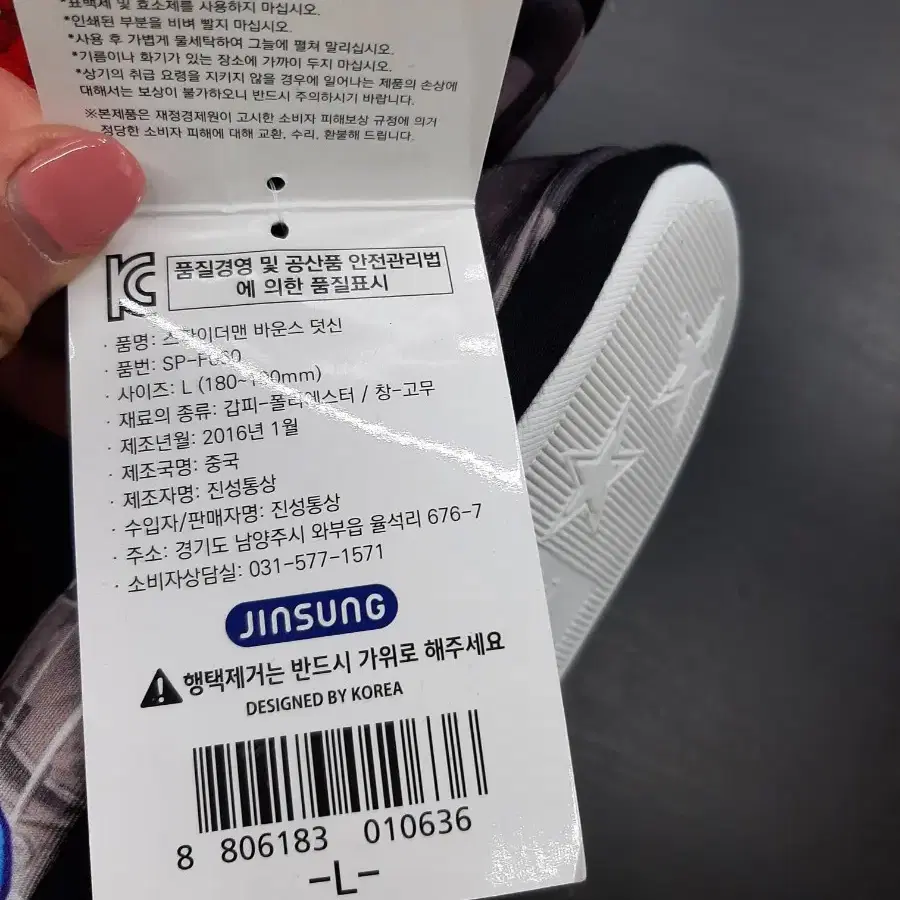 *표백제 및 효소제를 사용하지 마십시오.
*인쇄된 부분을 비벼 빨지 마십시오.
*사용 후 가볍게 물세탁하여 그늘에 펼쳐 말리십시오.
*기름이나 화기가 있는 장소에 가까이 두지 마십시오.
*상기의 취급 요령을 지키지 않을 경우에 일어나는 제품의 손상에
대해서는 보상이 불가하오니 반드시 주의하시기 바랍니다.
※본제품은 재정경제원이 고시한 소비자 피해보상 규정에 의거
정당한 소비자 피해에 대해 교환, 수리, 환불해 드립니다.
품질경영 및 공산품 안전관리법
에 의한 품질표시
· 품명: 스파이더맨 바운스 덧신
· 품번:
· 사이즈: L
· 재료의 종류: 갑피-폴리에스터 / 창-고무
· 제조년월: 2016년 1월
· 제조국명: 중국
· 제조자명: 진성통상
· 수입자/판매자명: 진성통상
· 주소: 경기도 남양주시 와부읍 율석리 676-7
· 소비자상담실: 031-577-1571
JINSUNG
행택제거는 반드시 가위로 해주세요
DESIGNED BY KOREA
8 806183 010636
-L-